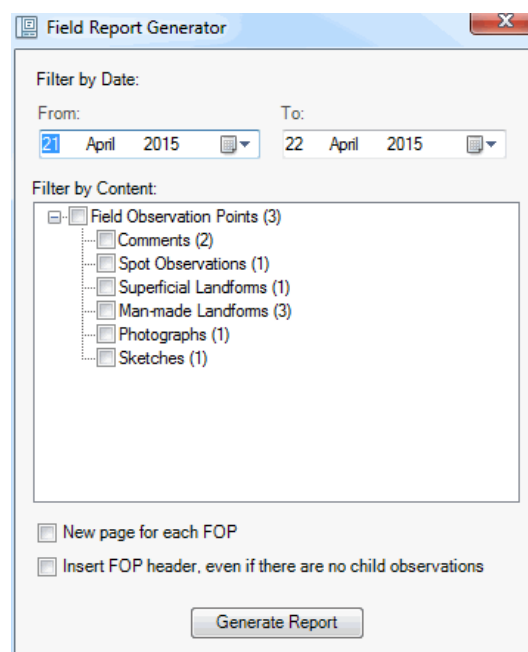 Field Report Generator
Filter by Date:
From: To:
21 April 2015 22 April 2015
Filter by Content:
Field Observation Points (3)
Comments (2)
Spot Observations (1)
Superficial Landforms (1)
Man-made Landforms (3)
Photographs (1)
Sketches (1)
New page for each FOP
Insert FOP header, even if there are no child observations
Generate Report